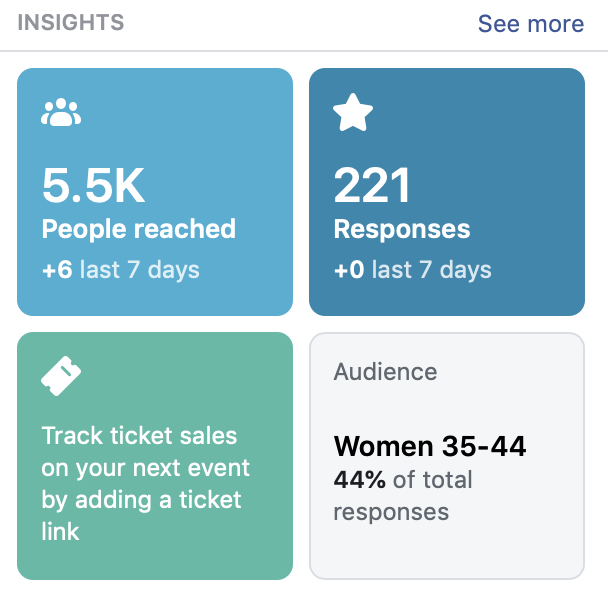 INSIGHTS
See more
5.5K
People reached
+6 last 7 days
221
Responses
+0 last 7 days
Track ticket sales
on your next event
by adding a ticket
link
Audience
Women 35-44
44% of total
responses